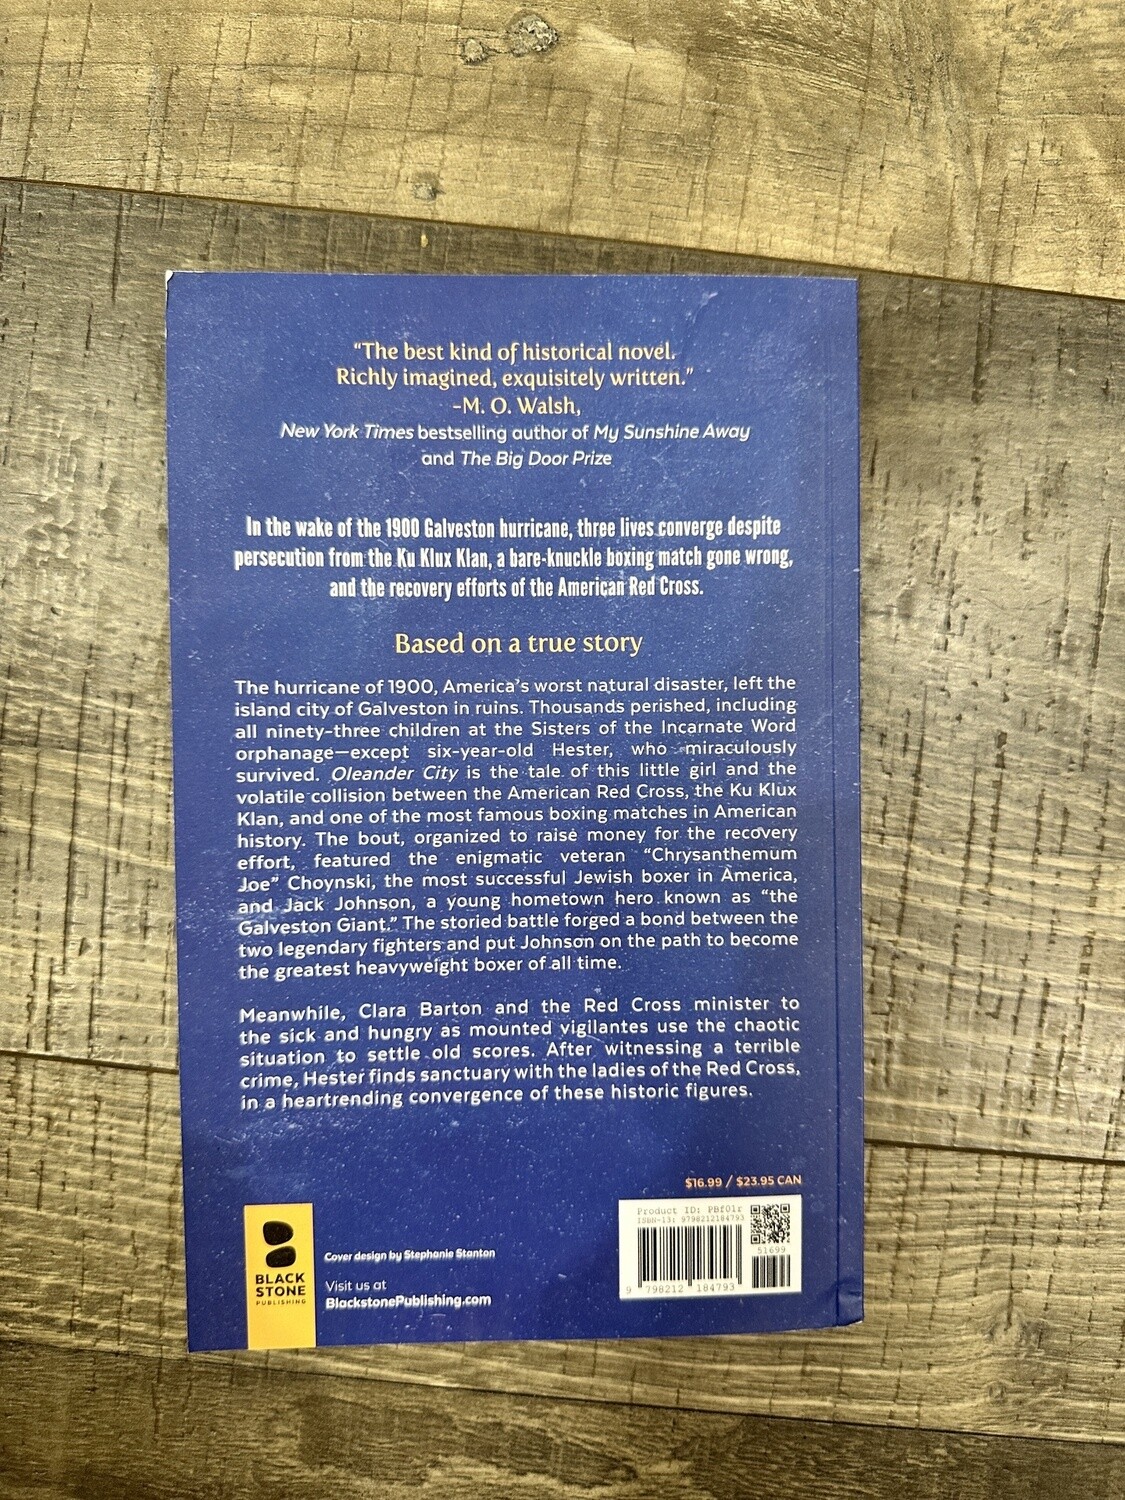 “The best kind of historical novel.
Richly imagined, exquisitely written.”
-M. O. Walsh,
New York Times bestselling author of My Sunshine Away
and The Big Door Prize
In the wake of the 1900 Galveston hurricane, three lives converge despite
persecution from the Ku Klux Klan, a bare-knuckle boxing match gone wrong,
and the recovery efforts of the American Red Cross.
Based on a true story
The hurricane of 1900, America’s worst natural disaster, left the
island city of Galveston in ruins. Thousands perished, including
all ninety-three children at the Sisters of the Incarnate Word
orphanage—except six-year-old Hester, who miraculously
survived. Oleander City is the tale of this little girl and the
volatile collision between the American Red Cross, the Ku Klux
Klan, and one of the most famous boxing matches in American
history. The bout, organized to raise money for the recovery
effort, featured the enigmatic veteran “Chrysanthemum
Joe” Choynski, the most successful Jewish boxer in America,
and Jack Johnson, a young hometown hero known as “the
Galveston Giant.” The storied battle forged a bond between the
two legendary fighters and put Johnson on the path to become
the greatest heavyweight boxer of all time.
Meanwhile, Clara Barton and the Red Cross minister to
the sick and hungry as mounted vigilantes use the chaotic
situation to settle old scores. After witnessing a terrible
crime, Hester finds sanctuary with the ladies of the Red Cross,
in a heartrending convergence of these historic figures.
$16.99 / $23.95 CAN
Product ID: PBf01r
ISBN-13: 9798212184793
51699
9 798212 184793
BLACK
STONE
PUBLISHING
Cover design by Stephanie Stanton
Visit us at
BlackstonePublishing.com